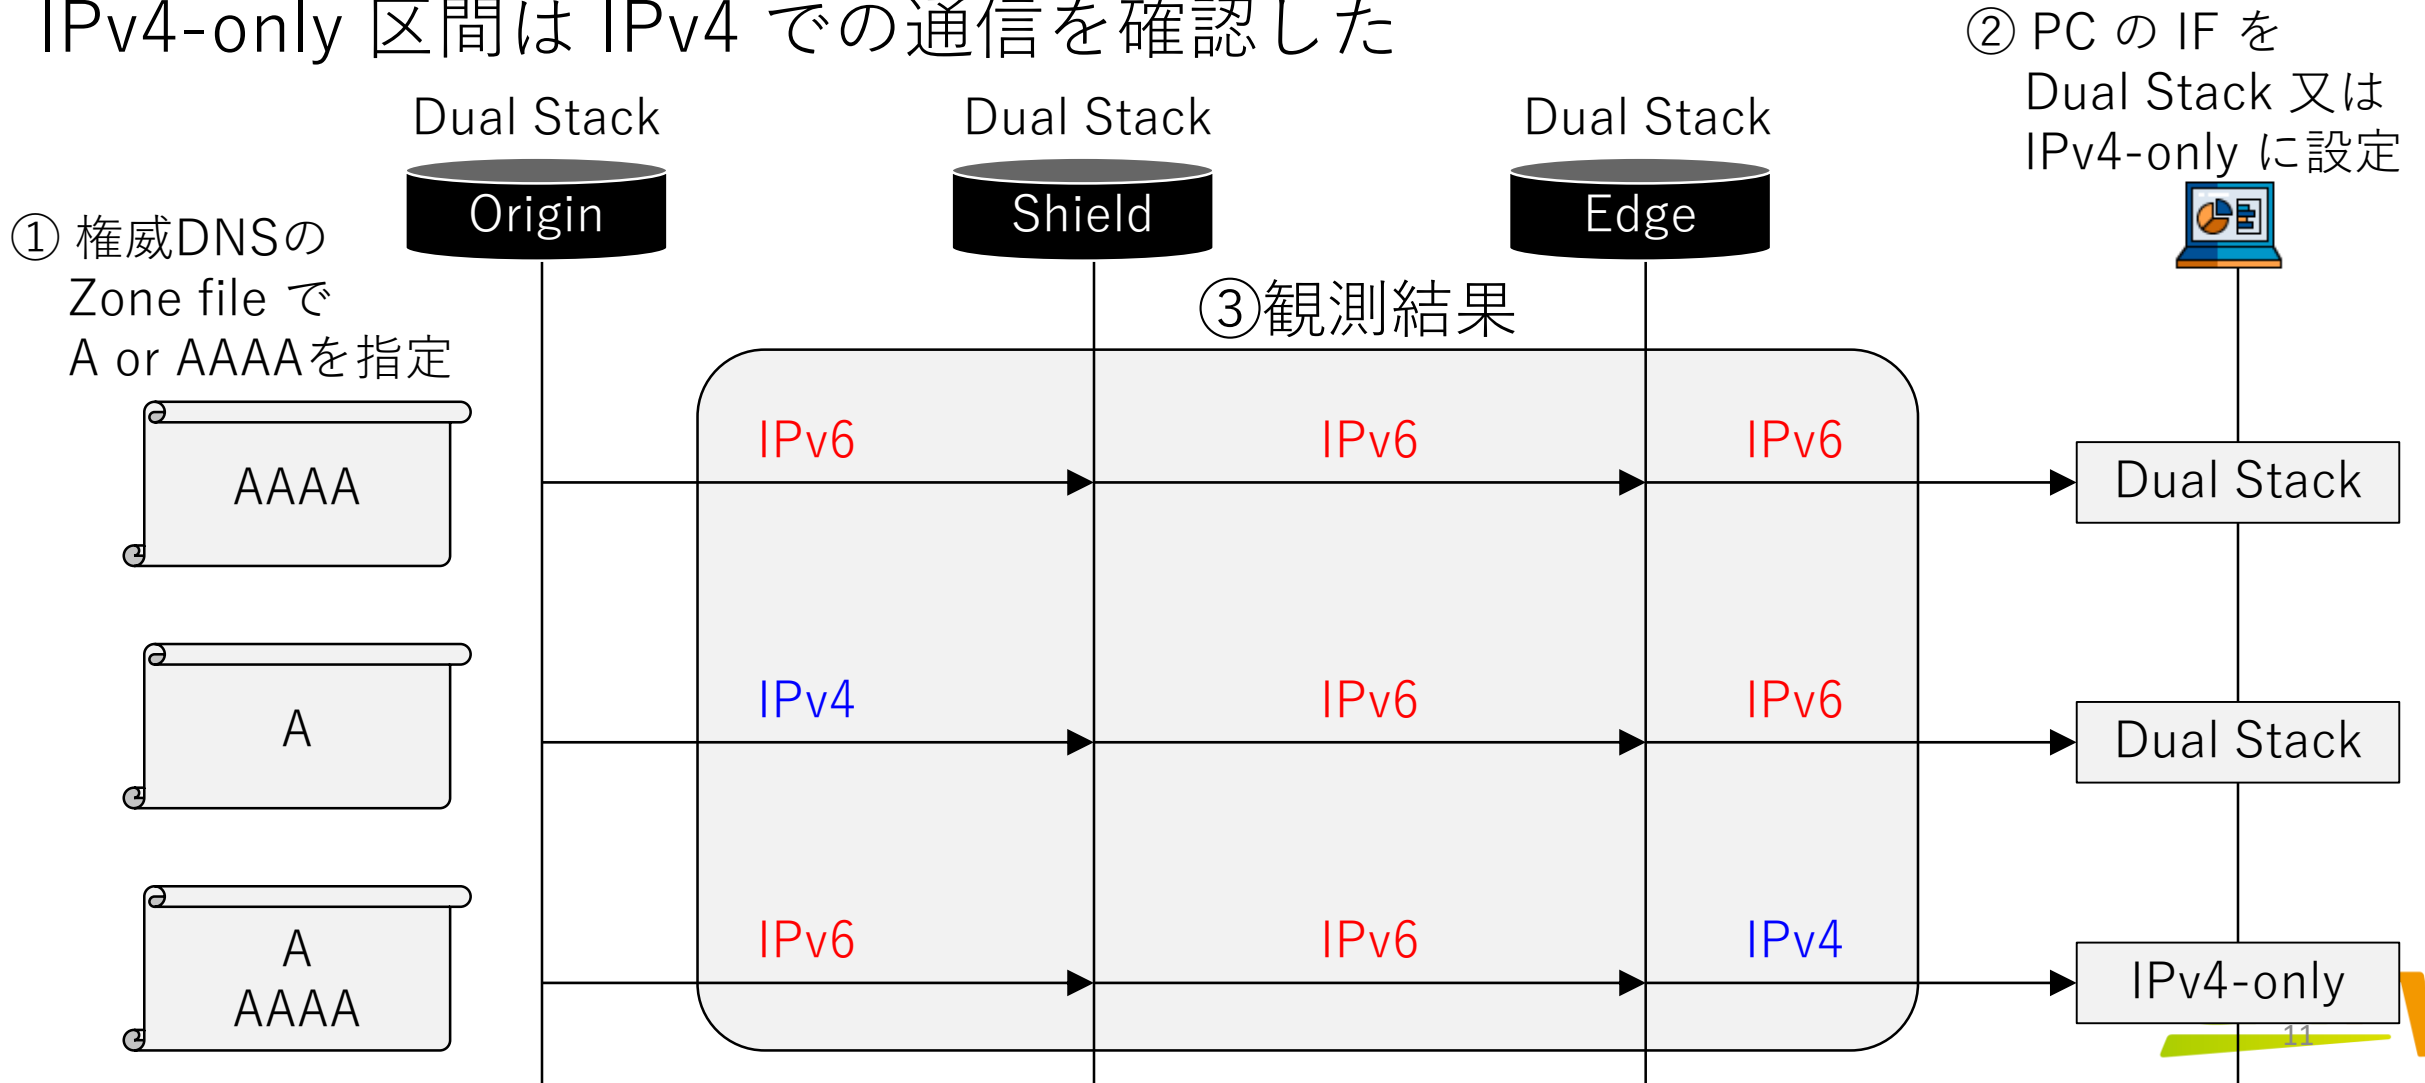 IPv4-only 区間は IPv4 での通信を確認した
② PC の IF を
Dual Stack 又は
IPv4-only に設定
Dual Stack
Dual Stack
Dual Stack
Origin
Shield
Edge
① 権威DNSの
Zone file で
A or AAAAを指定
③観測結果
AAAA
IPv6
IPv6
IPv6
Dual Stack
A
IPv4
IPv6
IPv6
Dual Stack
A
AAAA
IPv6
IPv6
IPv4
IPv4-only
11